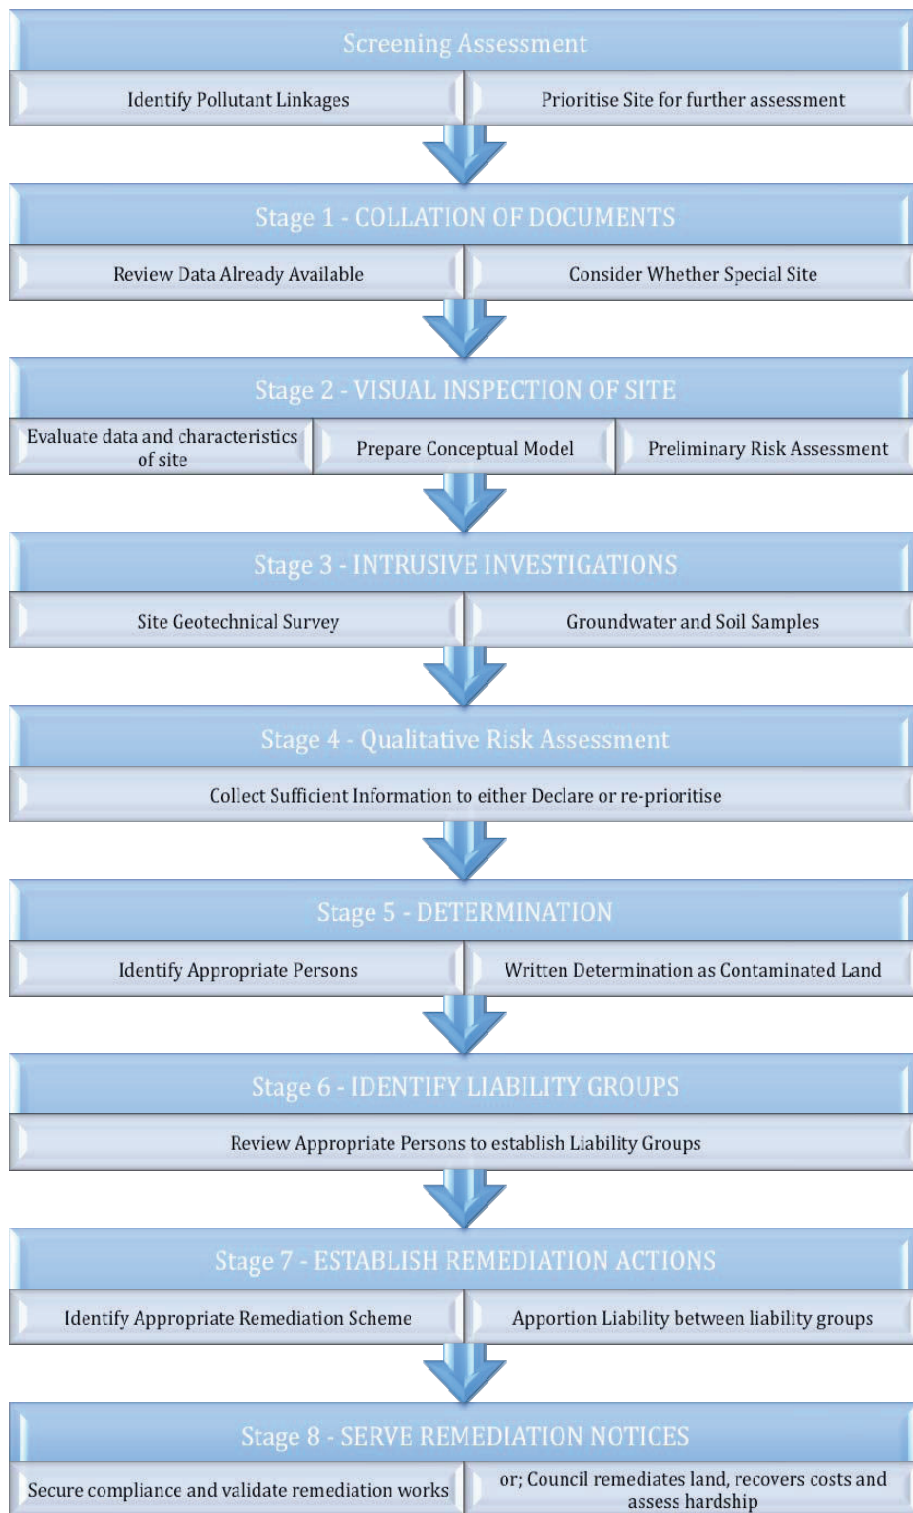 Screening Assessment
Identify Pollutant Linkages
Prioritise Site for further assessment
Stage 1 - COLLATION OF DOCUMENTS
Review Data Already Available
Consider Whether Special Site
Stage 2 - VISUAL INSPECTION OF SITE
Evaluate data and characteristics
of site
Prepare Conceptual Model
Preliminary Risk Assessment
Stage 3 - INTRUSIVE INVESTIGATIONS
Site Geotechnical Survey
Groundwater and Soil Samples
Stage 4 - Qualitative Risk Assessment
Collect Sufficient Information to either Declare or re-prioritise
Stage 5 - DETERMINATION
Identify Appropriate Persons
Written Determination as Contaminated Land
Stage 6 - IDENTIFY LIABILITY GROUPS
Review Appropriate Persons to establish Liability Groups
Stage 7 - ESTABLISH REMEDIATION ACTIONS
Identify Appropriate Remediation Scheme
Apportion Liability between liability groups
Stage 8 - SERVE REMEDIATION NOTICES
Secure compliance and validate remediation works
or; Council remediates land, recovers costs and
assess hardship